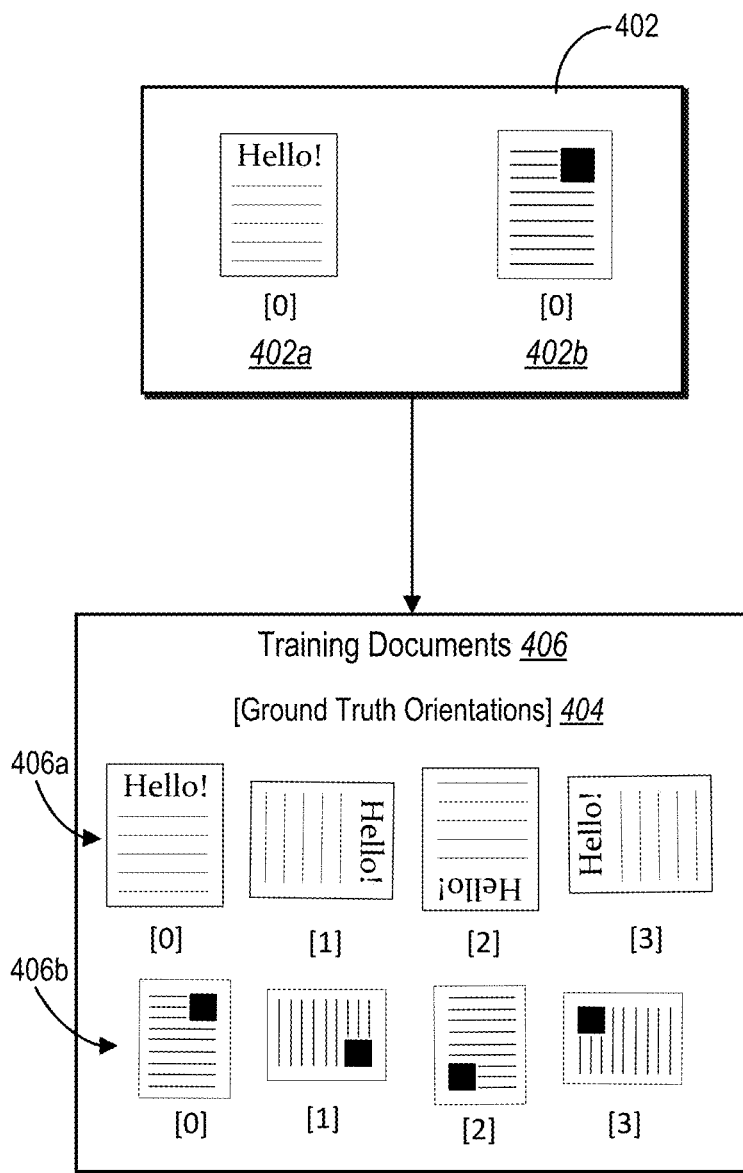 402
Hello!
[0] [0]
402a 402b
Training Documents 406
[Ground Truth Orientations] 404
406a
Hello! Hello! Hello! Hello!
[0] [1] [2] [3]
406b
[0] [1] [2] [3]